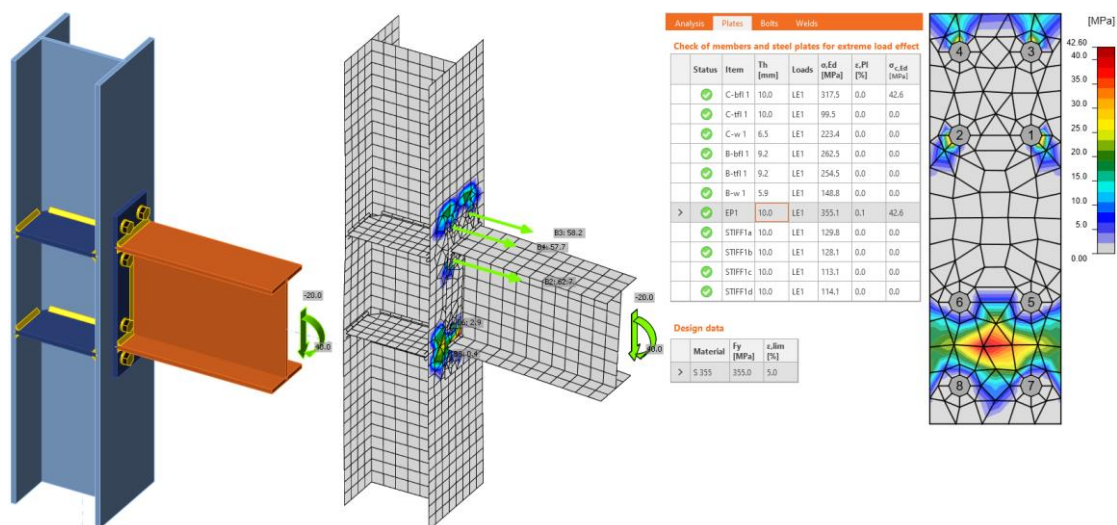 Analysis Plates Bolts Welds
Check of members and steel plates for extreme load effect
Status Item Th [mm] Loads σ,Ed [MPa] ε,Pl [%] σc,Ed [MPa]
C-bfl 1 10.0 LE1 317.5 0.0 42.6
C-tfl 1 10.0 LE1 99.5 0.0 0.0
C-w 1 6.5 LE1 223.4 0.0 0.0
B-bfl 1 9.2 LE1 262.5 0.0 0.0
B-tfl 1 9.2 LE1 254.5 0.0 0.0
B-w 1 5.9 LE1 148.8 0.0 0.0
> EP1 10.0 LE1 355.1 0.1 42.6
STIFF1a 10.0 LE1 129.8 0.0 0.0
STIFF1b 10.0 LE1 128.1 0.0 0.0
STIFF1c 10.0 LE1 113.1 0.0 0.0
STIFF1d 10.0 LE1 114.1 0.0 0.0
Design data
Material Fy [MPa] ε,lim [%]
> S 355 355.0 5.0
-20.0
B3: 58.2
B4: 57.7
-20.0
4 3
2 1
6 5
8 7
[MPa]
42.60
40.0
35.0
30.0
25.0
20.0
15.0
10.0
5.0
0.00